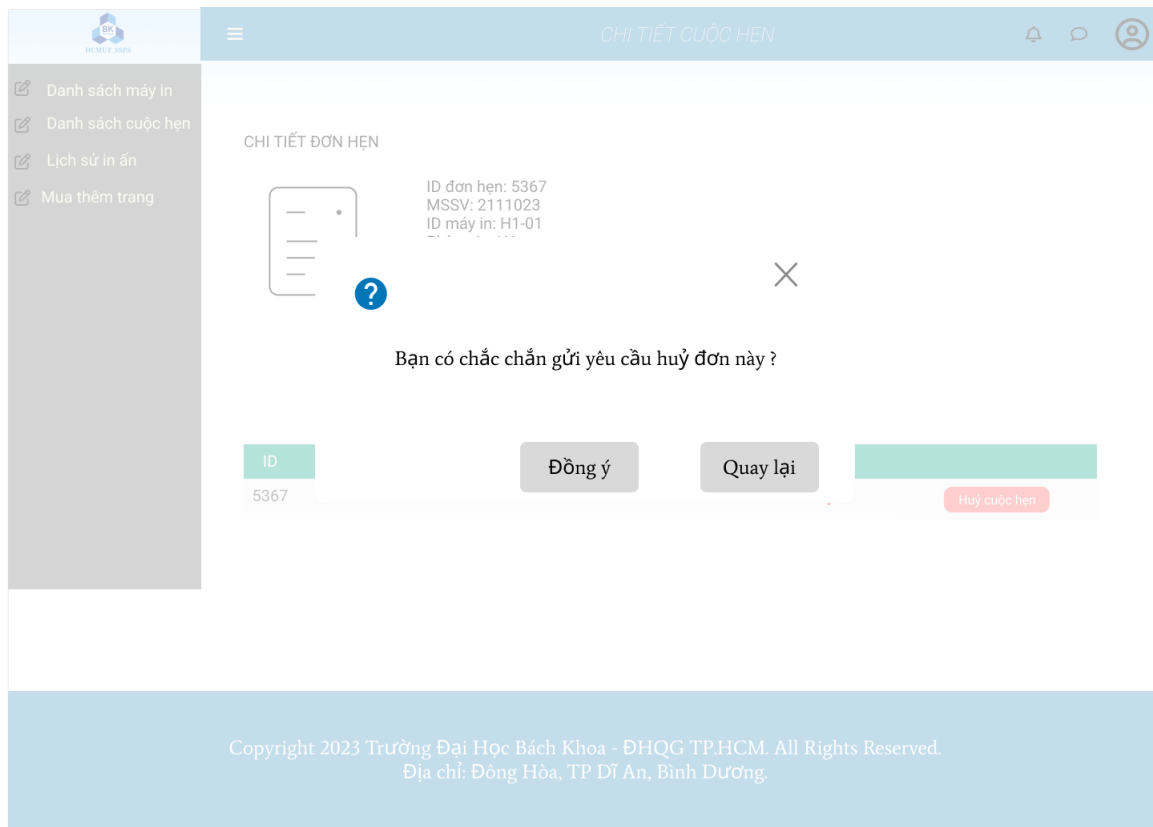 BK
HCMUT_SSPS
CHI TIẾT CUỘC HẸN
Danh sách máy in
Danh sách cuộc hẹn
Lịch sử in ấn
Mua thêm trang
CHI TIẾT ĐƠN HẸN
ID đơn hẹn: 5367
MSSV: 2111023
ID máy in: H1-01
?
Bạn có chắc chắn gửi yêu cầu huỷ đơn này ?
Đồng ý
Quay lại
ID
5367
Huỷ cuộc hẹn
Copyright 2023 Trường Đại Học Bách Khoa - ĐHQG TP.HCM. All Rights Reserved.
Địa chỉ: Đông Hòa, TP Dĩ An, Bình Dương.